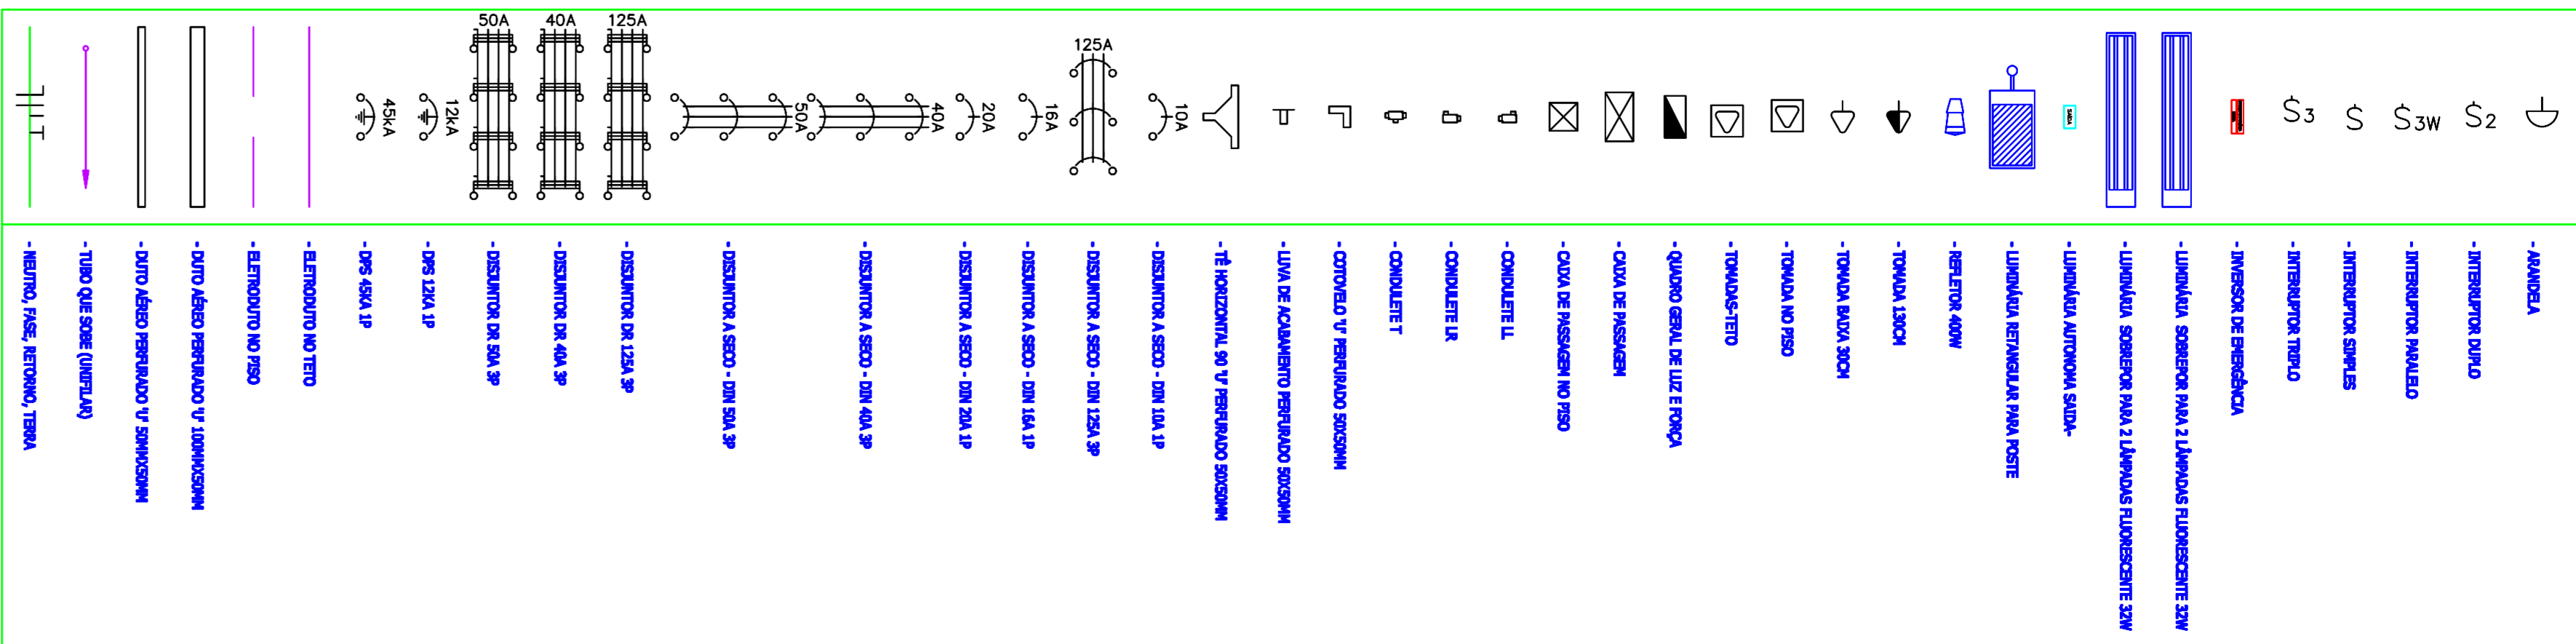 - ARANDELA
S2 - INTERRUPTOR DUPLO
S3W - INTERRUPTOR PARALELO
S - INTERRUPTOR SIMPLES
S3 - INTERRUPTOR TRIPLO
- INVERSOR DE EMERGÊNCIA
- LUMINÁRIA SOBREPOR PARA 2 LÂMPADAS FLUORESCENTE 32W
- LUMINÁRIA SOBREPOR PARA 2 LÂMPADAS FLUORESCENTE 32W
SAIDA - LUMINÁRIA AUTONOMA SAIDA-
- LUMINÁRIA RETANGULAR PARA POSTE
- REFLETOR 400W
- TOMADA 130CM
- TOMADA BAIXA 30CM
- TOMADA NO PISO
- TOMADAS-TETO
- QUADRO GERAL DE LUZ E FORÇA
- CAIXA DE PASSAGEM
- CAIXA DE PASSAGEM NO PISO
- CONDULETE LL
- CONDULETE LR
- CONDULETE T
- COTOVELO 'U' PERFURADO 50X50MM
- LUVA DE ACABAMENTO PERFURADO 50X50MM
- TÊ HORIZONTAL 90 'U' PERFURADO 50X50MM
10A - DISJUNTOR A SECO - DIN 10A 1P
125A - DISJUNTOR A SECO - DIN 125A 3P
16A - DISJUNTOR A SECO - DIN 16A 1P
20A - DISJUNTOR A SECO - DIN 20A 1P
40A - DISJUNTOR A SECO - DIN 40A 3P
50A - DISJUNTOR A SECO - DIN 50A 3P
125A - DISJUNTOR DR 125A 3P
40A - DISJUNTOR DR 40A 3P
50A - DISJUNTOR DR 50A 3P
12kA - DPS 12KA 1P
45kA - DPS 45KA 1P
- ELETRODUTO NO TETO
- ELETRODUTO NO PISO
- DUTO AÉREO PERFURADO 'U' 100MMX50MM
- DUTO AÉREO PERFURADO 'U' 50MMX50MM
- TUBO QUE SOBE (UNIFILAR)
- NEUTRO, FASE, RETORNO, TERRA